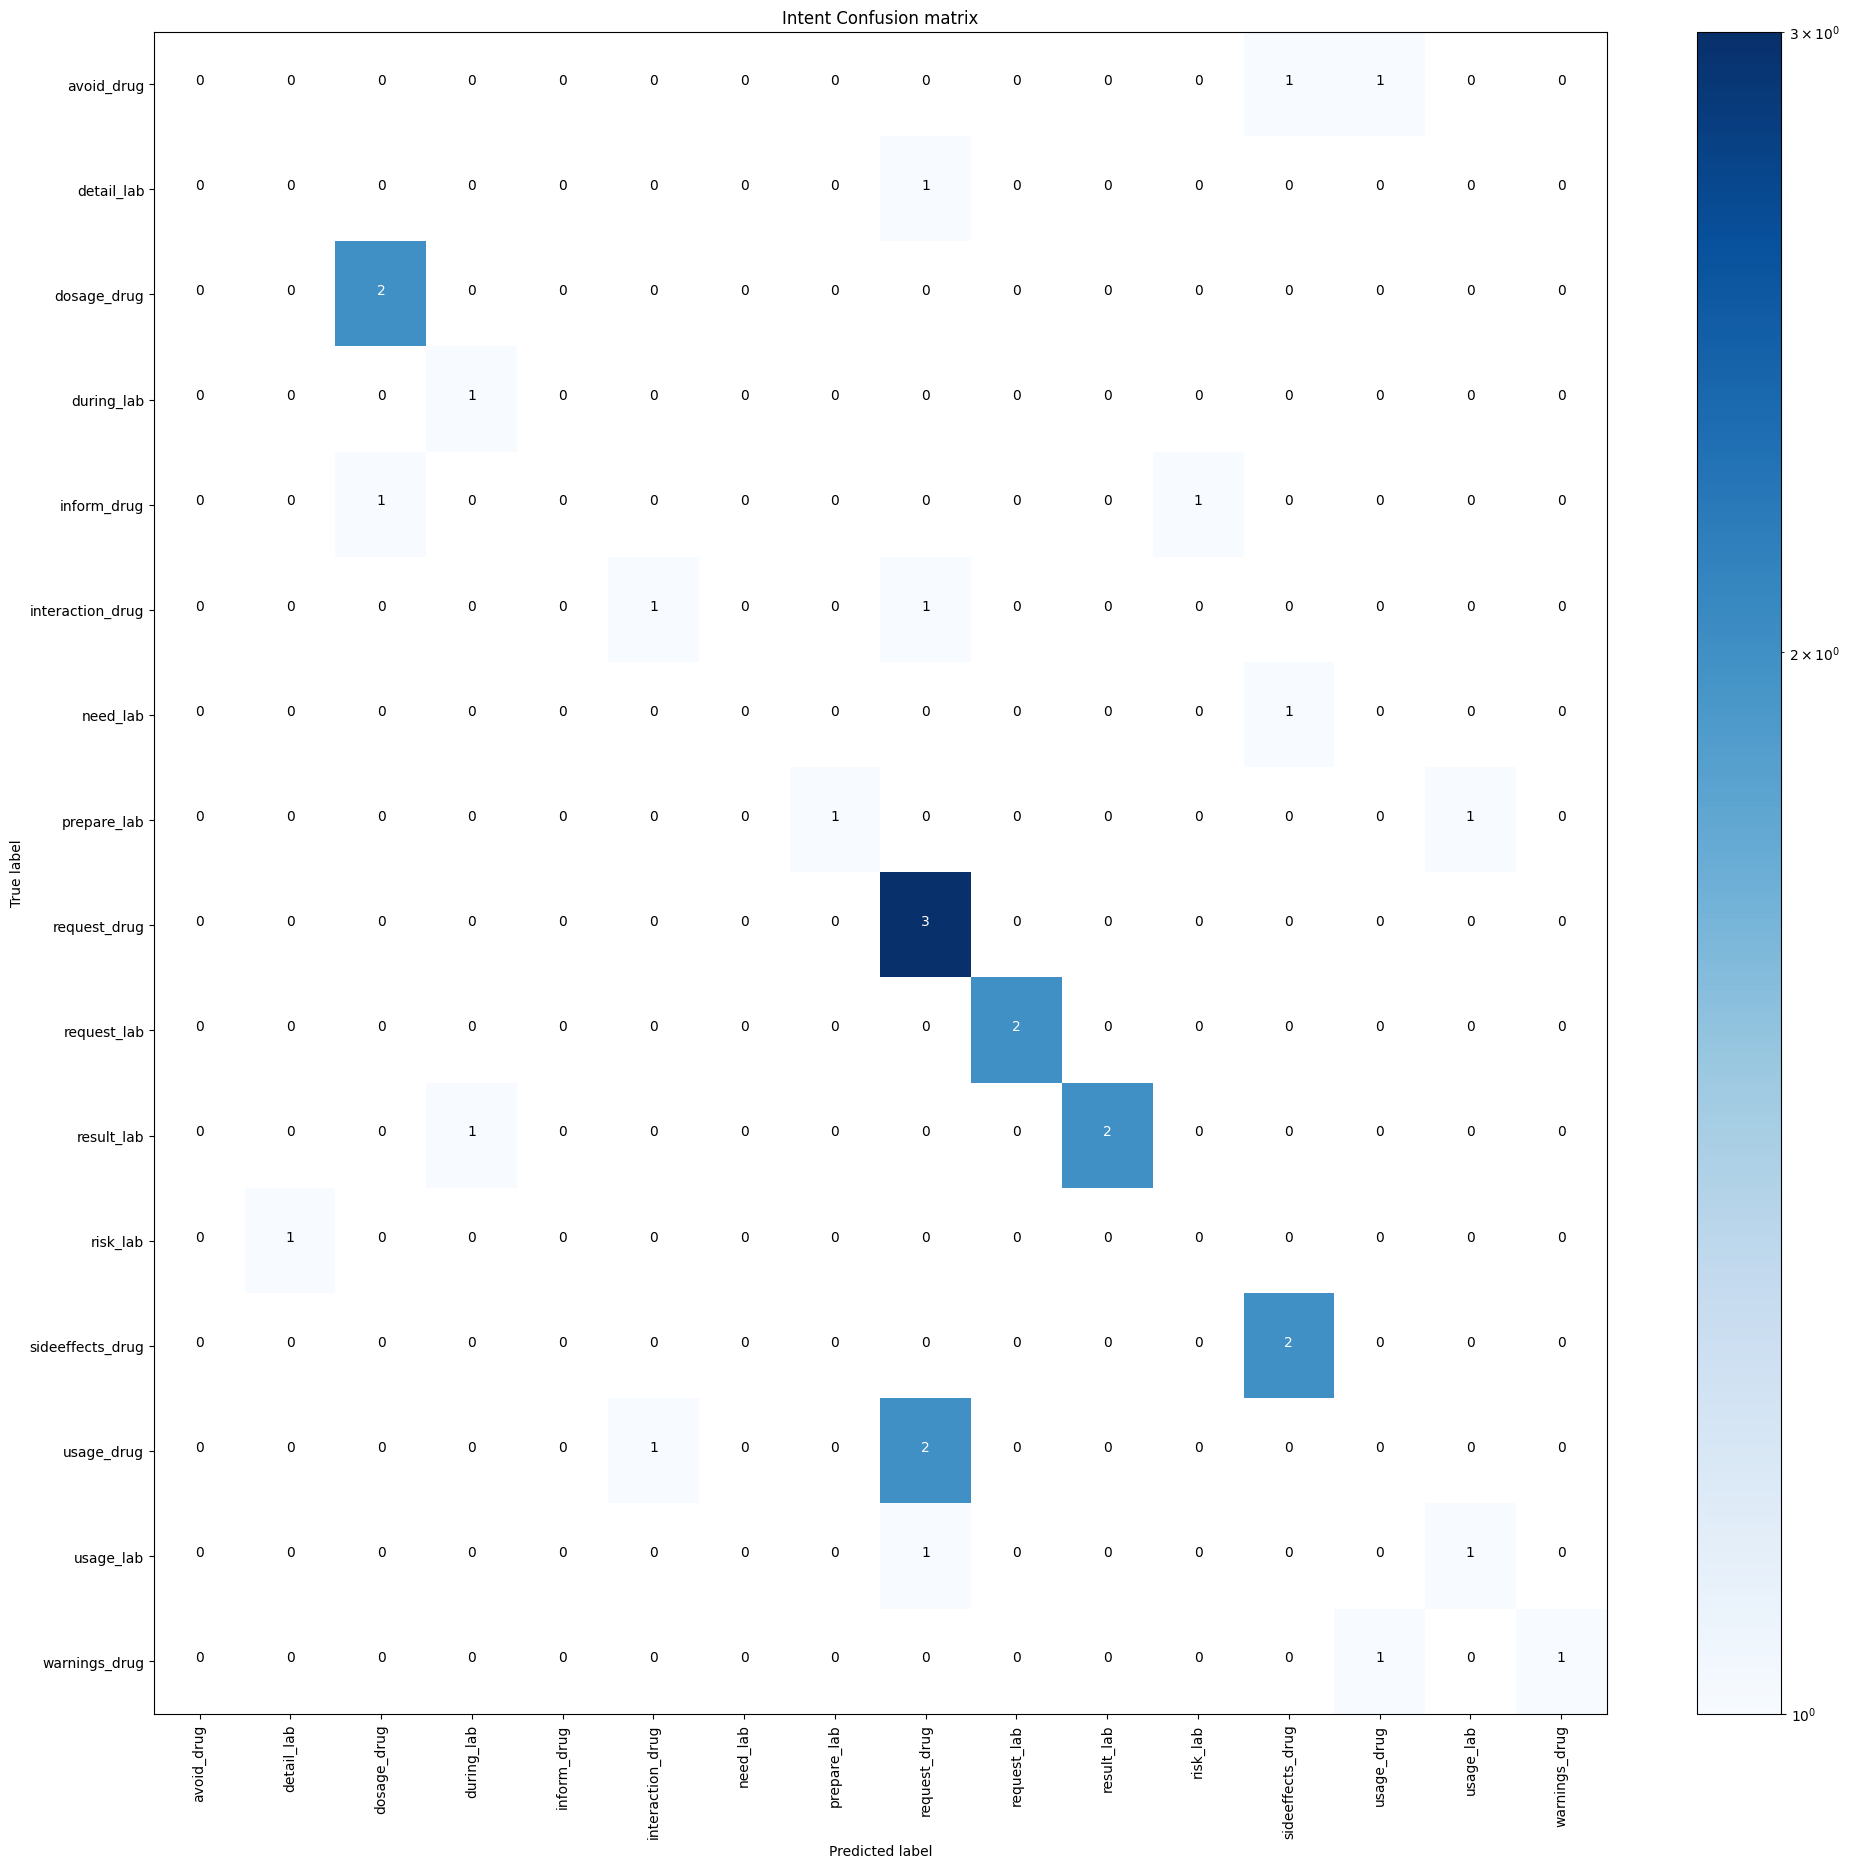 Intent Confusion matrix
avoid_drug 0 0 0 0 0 0 0 0 0 0 0 0 1 1 0 0
detail_lab 0 0 0 0 0 0 0 0 1 0 0 0 0 0 0 0
dosage_drug 0 0 2 0 0 0 0 0 0 0 0 0 0 0 0 0
during_lab 0 0 0 1 0 0 0 0 0 0 0 0 0 0 0 0
inform_drug 0 0 1 0 0 0 0 0 0 0 0 1 0 0 0 0
interaction_drug 0 0 0 0 0 1 0 0 1 0 0 0 0 0 0 0
need_lab 0 0 0 0 0 0 0 0 0 0 0 0 1 0 0 0
prepare_lab 0 0 0 0 0 0 0 1 0 0 0 0 0 0 1 0
request_drug 0 0 0 0 0 0 0 0 3 0 0 0 0 0 0 0
request_lab 0 0 0 0 0 0 0 0 0 2 0 0 0 0 0 0
result_lab 0 0 0 1 0 0 0 0 0 0 2 0 0 0 0 0
risk_lab 0 1 0 0 0 0 0 0 0 0 0 0 0 0 0 0
sideeffects_drug 0 0 0 0 0 0 0 0 0 0 0 0 2 0 0 0
usage_drug 0 0 0 0 0 1 0 0 2 0 0 0 0 0 0 0
usage_lab 0 0 0 0 0 0 0 0 1 0 0 0 0 0 1 0
warnings_drug 0 0 0 0 0 0 0 0 0 0 0 0 0 1 0 1
True label
avoid_drug
detail_lab
dosage_drug
during_lab
inform_drug
interaction_drug
need_lab
prepare_lab
request_drug
request_lab
result_lab
risk_lab
sideeffects_drug
usage_drug
usage_lab
warnings_drug
Predicted label
3 × 10⁰
2 × 10⁰
10⁰